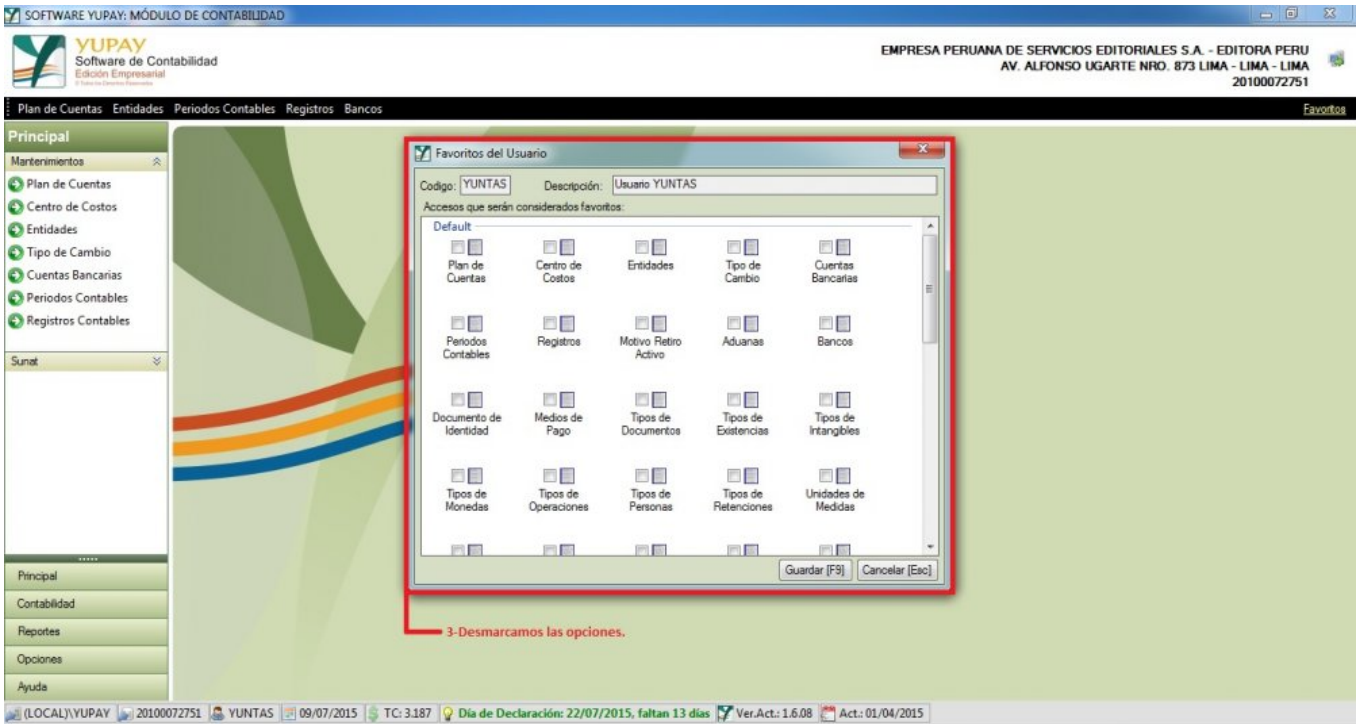 SOFTWARE YUPAY: MÓDULO DE CONTABILIDAD
YUPAY
Software de Contabilidad
Edición Empresarial
EMPRESA PERUANA DE SERVICIOS EDITORIALES S.A. - EDITORA PERU
AV. ALFONSO UGARTE NRO. 873 LIMA - LIMA - LIMA
20100072751
Plan de Cuentas Entidades Periodos Contables Registros Bancos Favoritos
Principal
Mantenimientos
Plan de Cuentas
Centro de Costos
Entidades
Tipo de Cambio
Cuentas Bancarias
Periodos Contables
Registros Contables
Sunat
Principal
Contabilidad
Reportes
Opciones
Ayuda
Favoritos del Usuario
Codigo: YUNTAS Descripción: Usuario YUNTAS
Accesos que serán considerados favoritos:
Default
Plan de Cuentas
Centro de Costos
Entidades
Tipo de Cambio
Cuentas Bancarias
Periodos Contables
Registros
Motivo Retiro Activo
Aduanas
Bancos
Documento de Identidad
Medios de Pago
Tipos de Documentos
Tipos de Existencias
Tipos de Intangibles
Tipos de Monedas
Tipos de Operaciones
Tipos de Personas
Tipos de Retenciones
Unidades de Medidas
Guardar [F9] Cancelar [Esc]
3-Desmarcamos las opciones.
(LOCAL)\YUPAY 20100072751 YUNTAS 09/07/2015 TC: 3.187 Día de Declaración: 22/07/2015, faltan 13 días Ver.Act.: 1.6.08 Act.: 01/04/2015